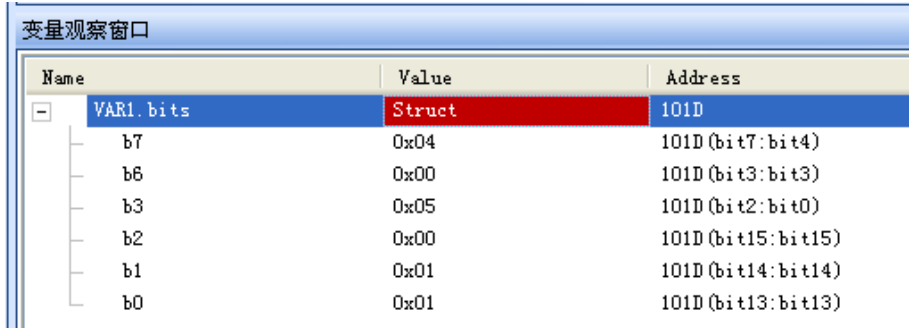 变量观察窗口
Name Value Address
VAR1.bits Struct 101D
b7 0x04 101D(bit7:bit4)
b6 0x00 101D(bit3:bit3)
b3 0x05 101D(bit2:bit0)
b2 0x00 101D(bit15:bit15)
b1 0x01 101D(bit14:bit14)
b0 0x01 101D(bit13:bit13)